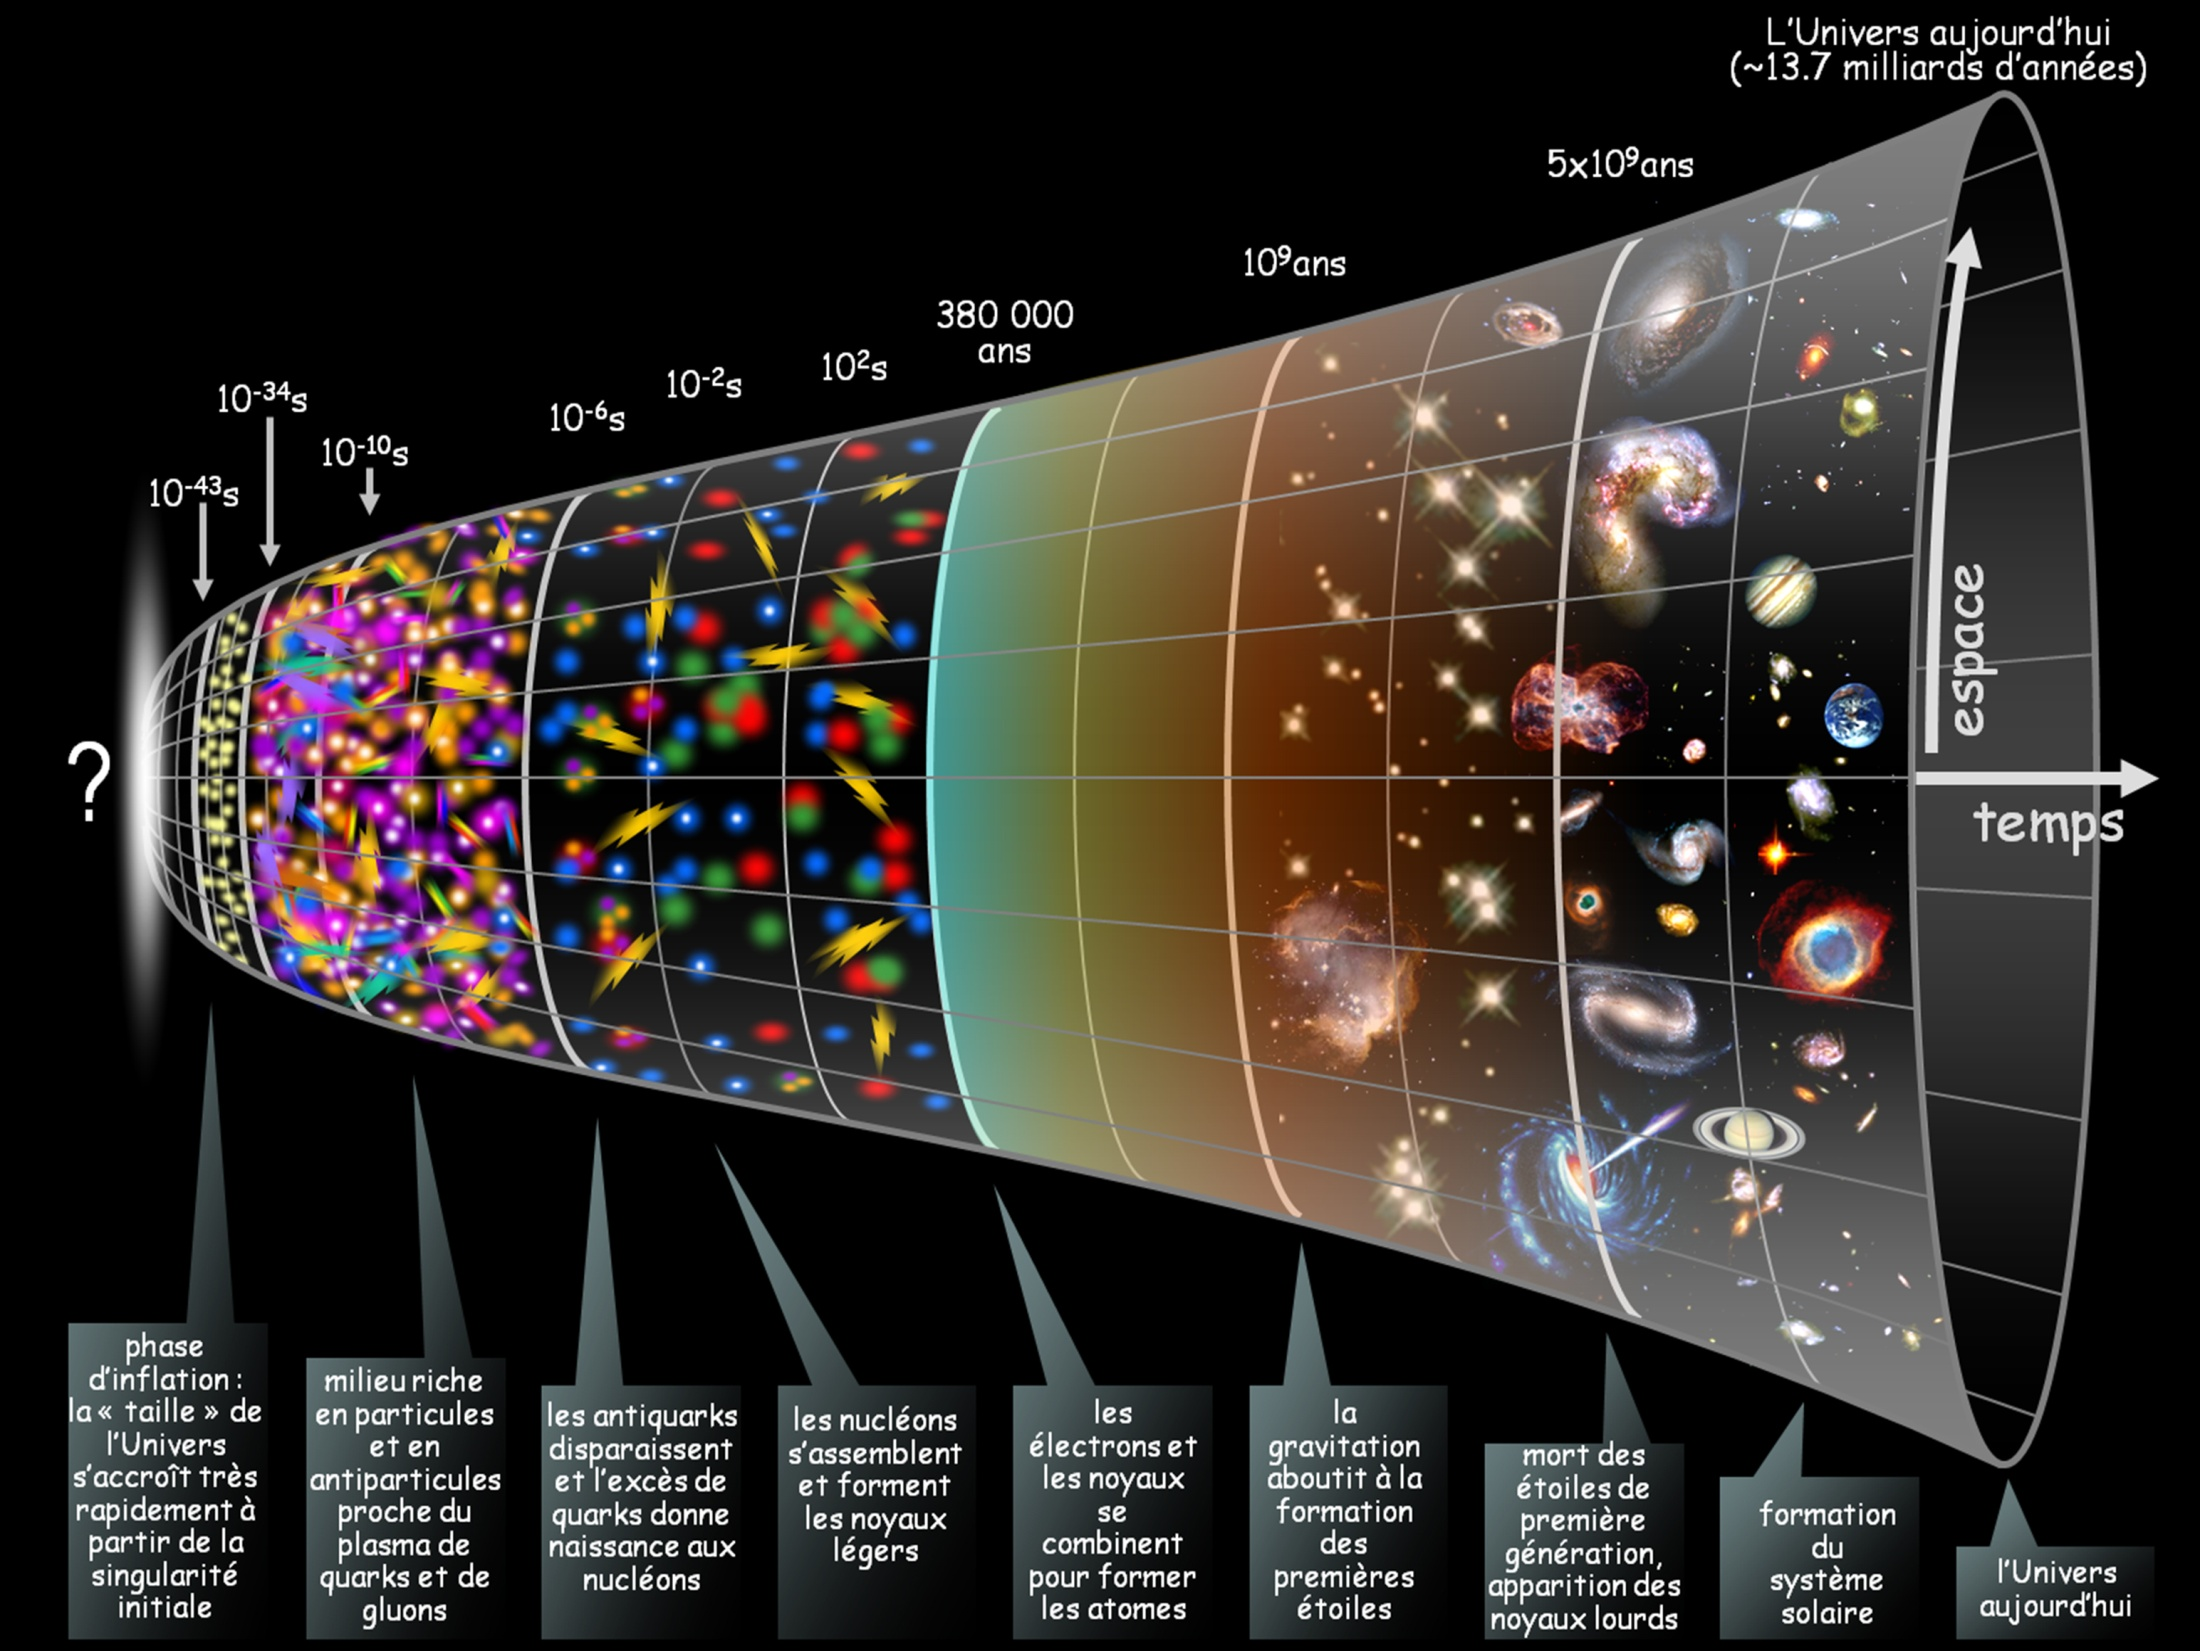 L'Univers aujourd'hui
(~13.7 milliards d'années)
5x10⁹ans
10⁹ans
380 000
ans
10²s
10⁻²s
10⁻⁶s
10⁻³⁴s
10⁻¹⁰s
10⁻⁴³s
?
espace
temps
phase
d'inflation :
la « taille » de
l'Univers
s'accroît très
rapidement à
partir de la
singularité
initiale
milieu riche
en particules
et en
antiparticules
proche du
plasma de
quarks et de
gluons
les antiquarks
disparaissent
et l'excès de
quarks donne
naissance aux
nucléons
les nucléons
s'assemblent
et forment
les noyaux
légers
les
électrons et
les noyaux
se
combinent
pour former
les atomes
la
gravitation
aboutit à la
formation
des
premières
étoiles
mort des
étoiles de
première
génération,
apparition des
noyaux lourds
formation
du
système
solaire
l'Univers
aujourd'hui